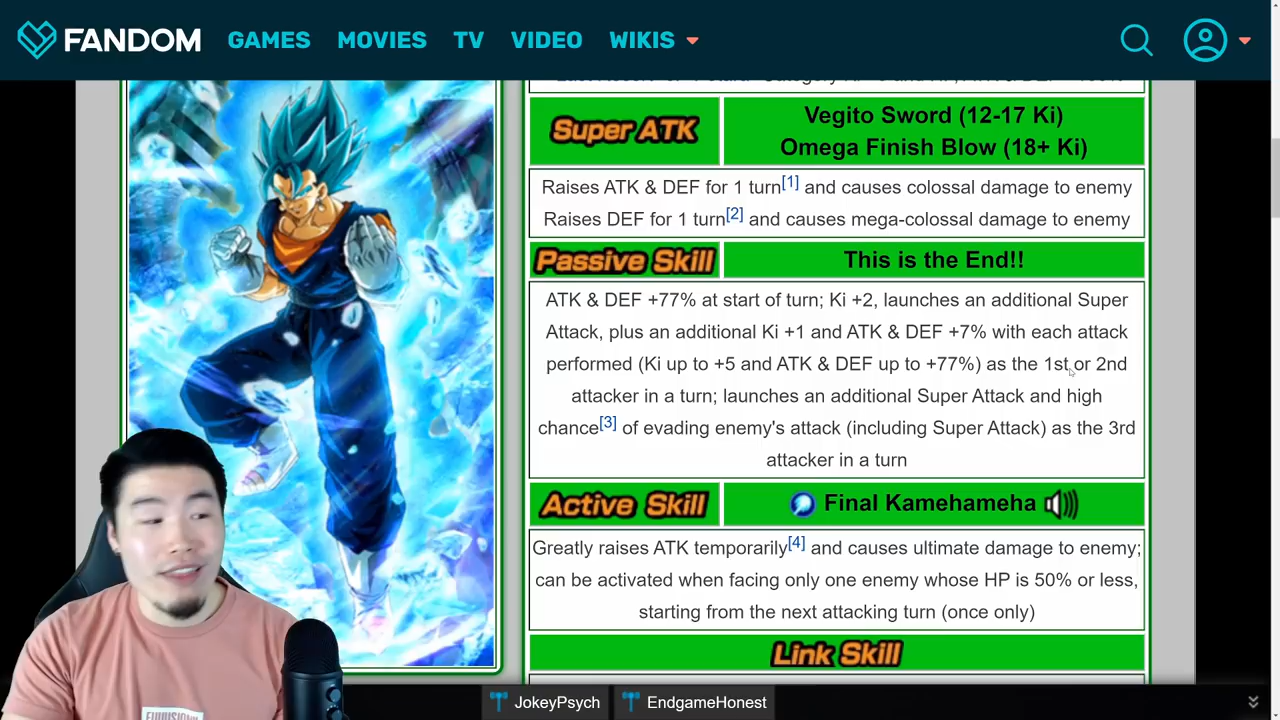 FANDOM GAMES MOVIES TV VIDEO WIKIS
Super ATK
Vegito Sword (12-17 Ki)
Omega Finish Blow (18+ Ki)
Raises ATK & DEF for 1 turn[1] and causes colossal damage to enemy
Raises DEF for 1 turn[2] and causes mega-colossal damage to enemy
Passive Skill
This is the End!!
ATK & DEF +77% at start of turn; Ki +2, launches an additional Super
Attack, plus an additional Ki +1 and ATK & DEF +7% with each attack
performed (Ki up to +5 and ATK & DEF up to +77%) as the 1st or 2nd
attacker in a turn; launches an additional Super Attack and high
chance[3] of evading enemy's attack (including Super Attack) as the 3rd
attacker in a turn
Active Skill
Final Kamehameha
Greatly raises ATK temporarily[4] and causes ultimate damage to enemy;
can be activated when facing only one enemy whose HP is 50% or less,
starting from the next attacking turn (once only)
Link Skill
JokeyPsych EndgameHonest